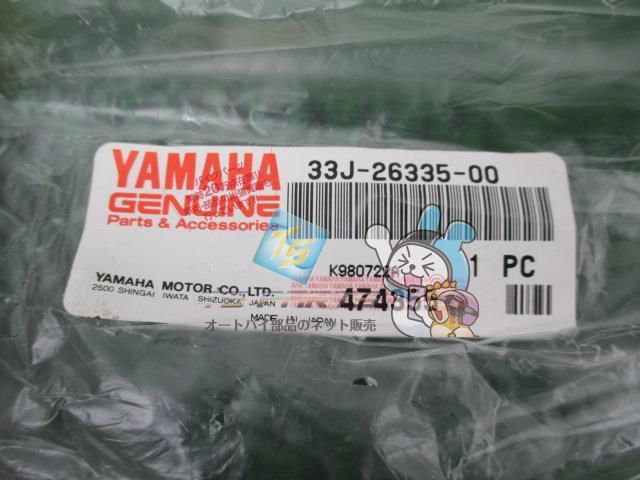 YAMAHA
GENUINE
Parts & Accessories
33J-26335-00
TS
K980722
1 PC
YAMAHA MOTOR CO., LTD.
2500 SHINGAI IWATA SHIZUOKA JAPAN
MADE IN JAPAN
オートバイ部品のネット販売